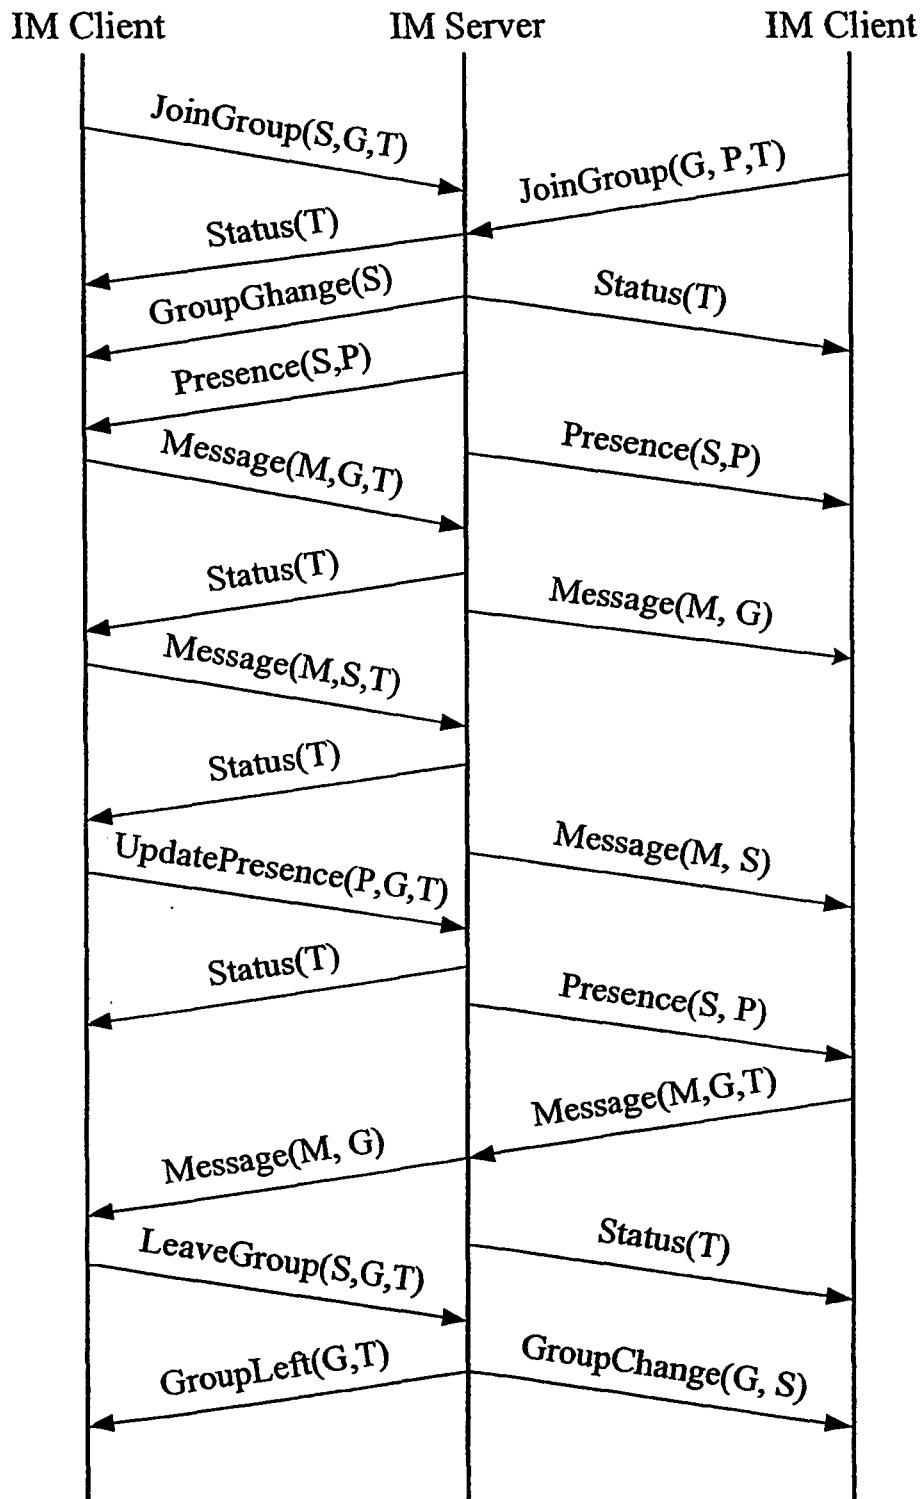 IM Client
IM Server
IM Client
JoinGroup(S,G,T)
JoinGroup(G, P,T)
Status(T)
GroupGhange(S)
Status(T)
Presence(S,P)
Message(M,G,T)
Presence(S,P)
Status(T)
Message(M, G)
Message(M,S,T)
Status(T)
Message(M, S)
UpdatePresence(P,G,T)
Status(T)
Presence(S, P)
Message(M,G,T)
Message(M, G)
Status(T)
LeaveGroup(S,G,T)
GroupLeft(G,T)
GroupChange(G, S)